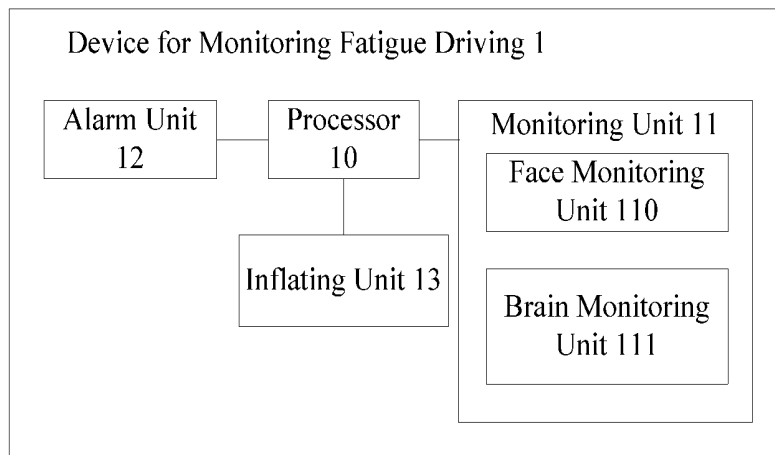 Device for Monitoring Fatigue Driving 1
Alarm Unit
12
Processor
10
Monitoring Unit 11
Face Monitoring
Unit 110
Inflating Unit 13
Brain Monitoring
Unit 111